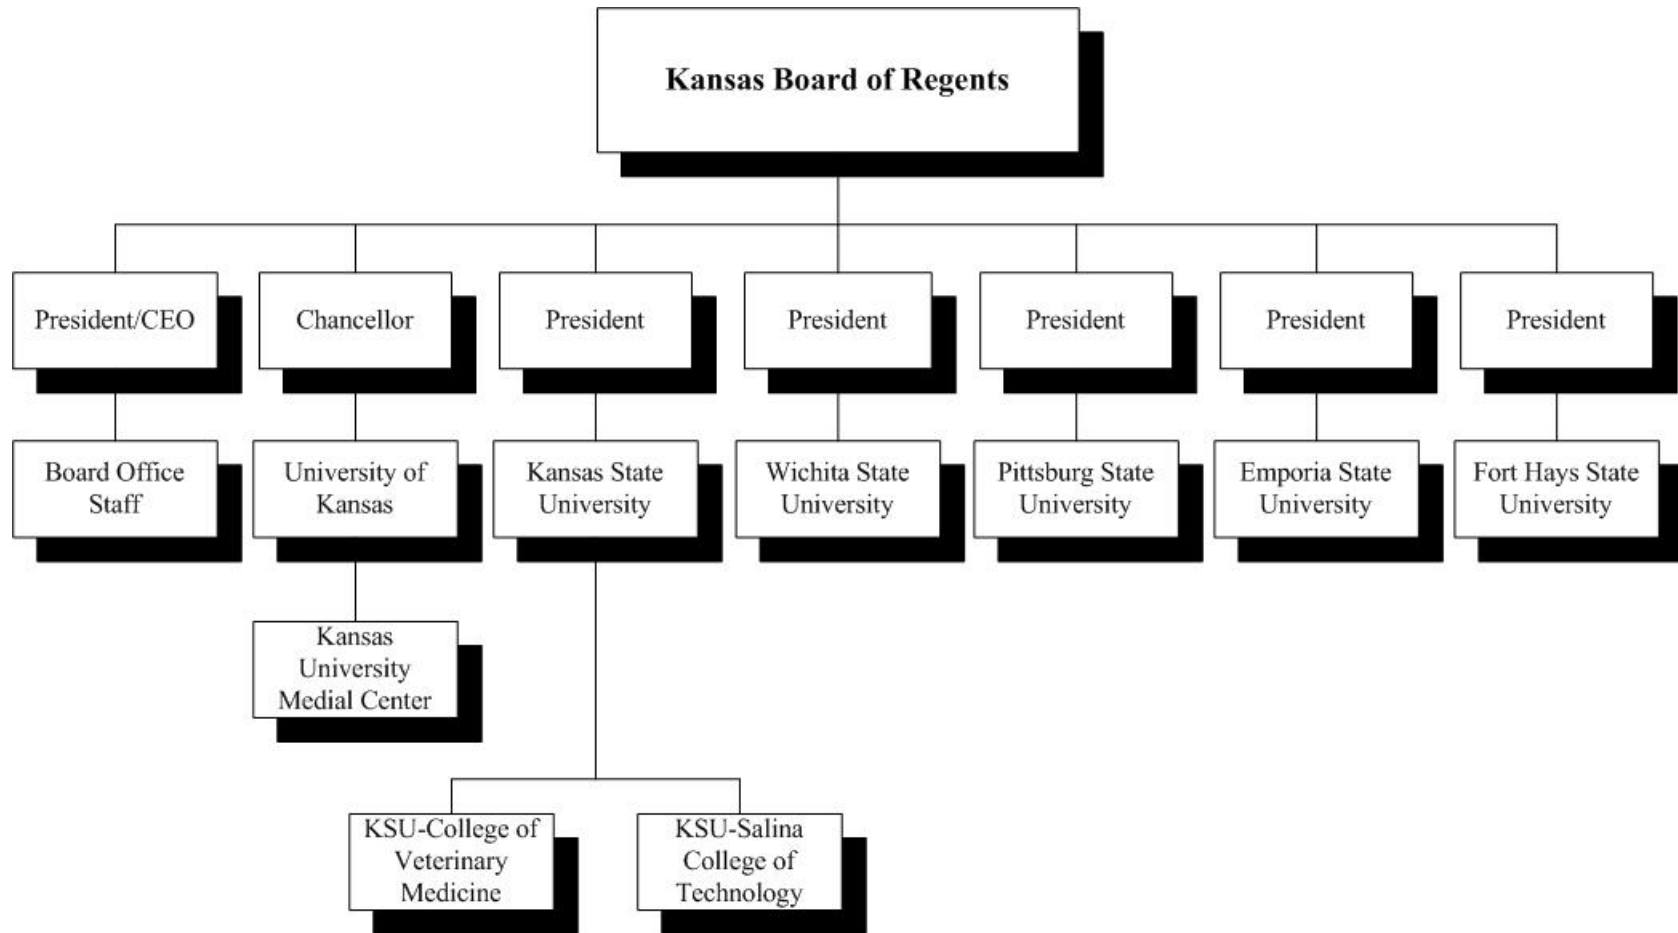 Kansas Board of Regents
President/CEO
Chancellor
President
President
President
President
President
Board Office
Staff
University of
Kansas
Kansas State
University
Wichita State
University
Pittsburg State
University
Emporia State
University
Fort Hays State
University
Kansas
University
Medial Center
KSU-College of
Veterinary
Medicine
KSU-Salina
College of
Technology